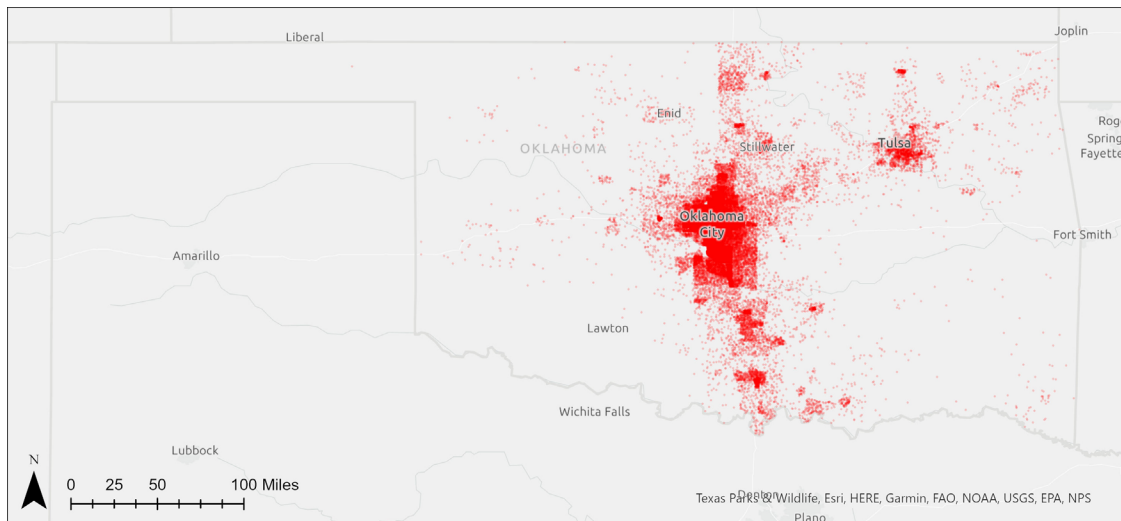 Liberal
Joplin
Enid
OKLAHOMA
Stillwater
Tulsa
Rog
Spring
Fayette
Oklahoma
City
Amarillo
Fort Smith
Lawton
Wichita Falls
Lubbock
N
0 25 50 100 Miles
Denton
Texas Parks & Wildlife, Esri, HERE, Garmin, FAO, NOAA, USGS, EPA, NPS
Plano